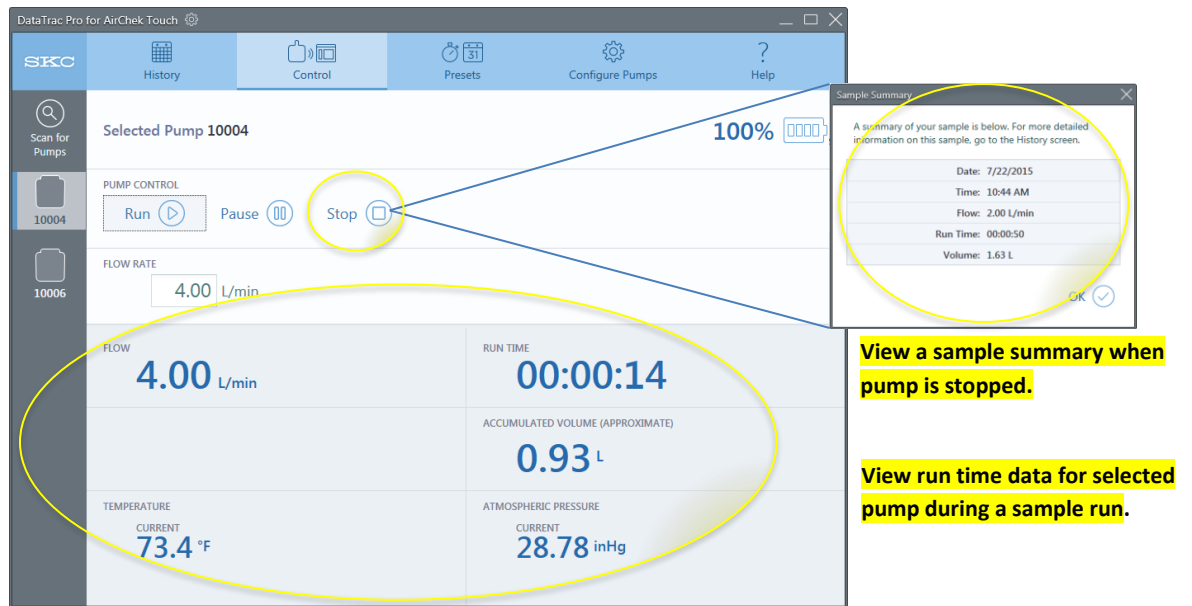 DataTrac Pro for AirChek Touch
SKC
History
Control
31
Presets
Configure Pumps
?
Help
Scan for
Pumps
10004
10006
Selected Pump 10004
100%
PUMP CONTROL
Run
Pause
Stop
FLOW RATE
4.00 L/min
FLOW
4.00 L/min
RUN TIME
00:00:14
ACCUMULATED VOLUME (APPROXIMATE)
0.93 L
TEMPERATURE
CURRENT
73.4 °F
ATMOSPHERIC PRESSURE
CURRENT
28.78 inHg
Sample Summary
A summary of your sample is below. For more detailed
information on this sample, go to the History screen.
Date: 7/22/2015
Time: 10:44 AM
Flow: 2.00 L/min
Run Time: 00:00:50
Volume: 1.63 L
OK
View a sample summary when
pump is stopped.
View run time data for selected
pump during a sample run.